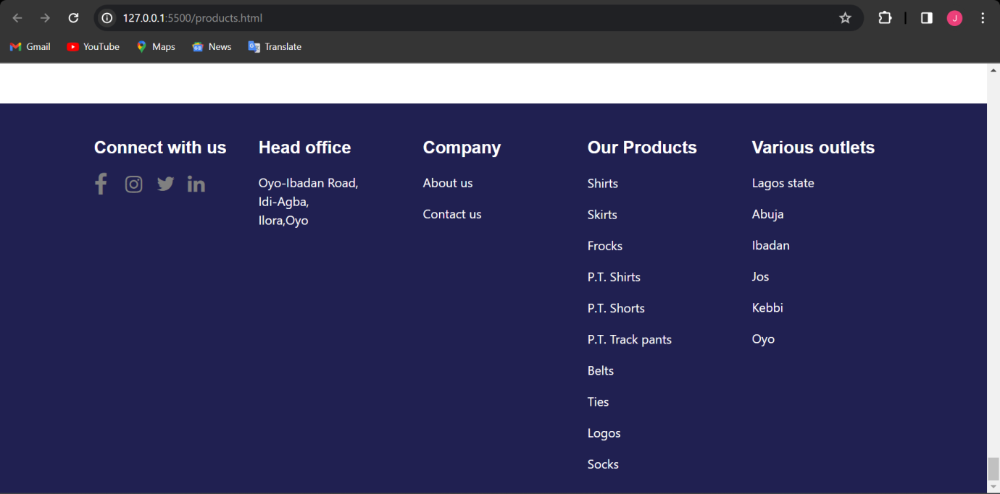 127.0.0.1:5500/products.html
J
Gmail
YouTube
Maps
News
Translate
Connect with us
Head office
Oyo-Ibadan Road,
Idi-Agba,
Ilora,Oyo
Company
About us
Contact us
Our Products
Shirts
Skirts
Frocks
P.T. Shirts
P.T. Shorts
P.T. Track pants
Belts
Ties
Logos
Socks
Various outlets
Lagos state
Abuja
Ibadan
Jos
Kebbi
Oyo